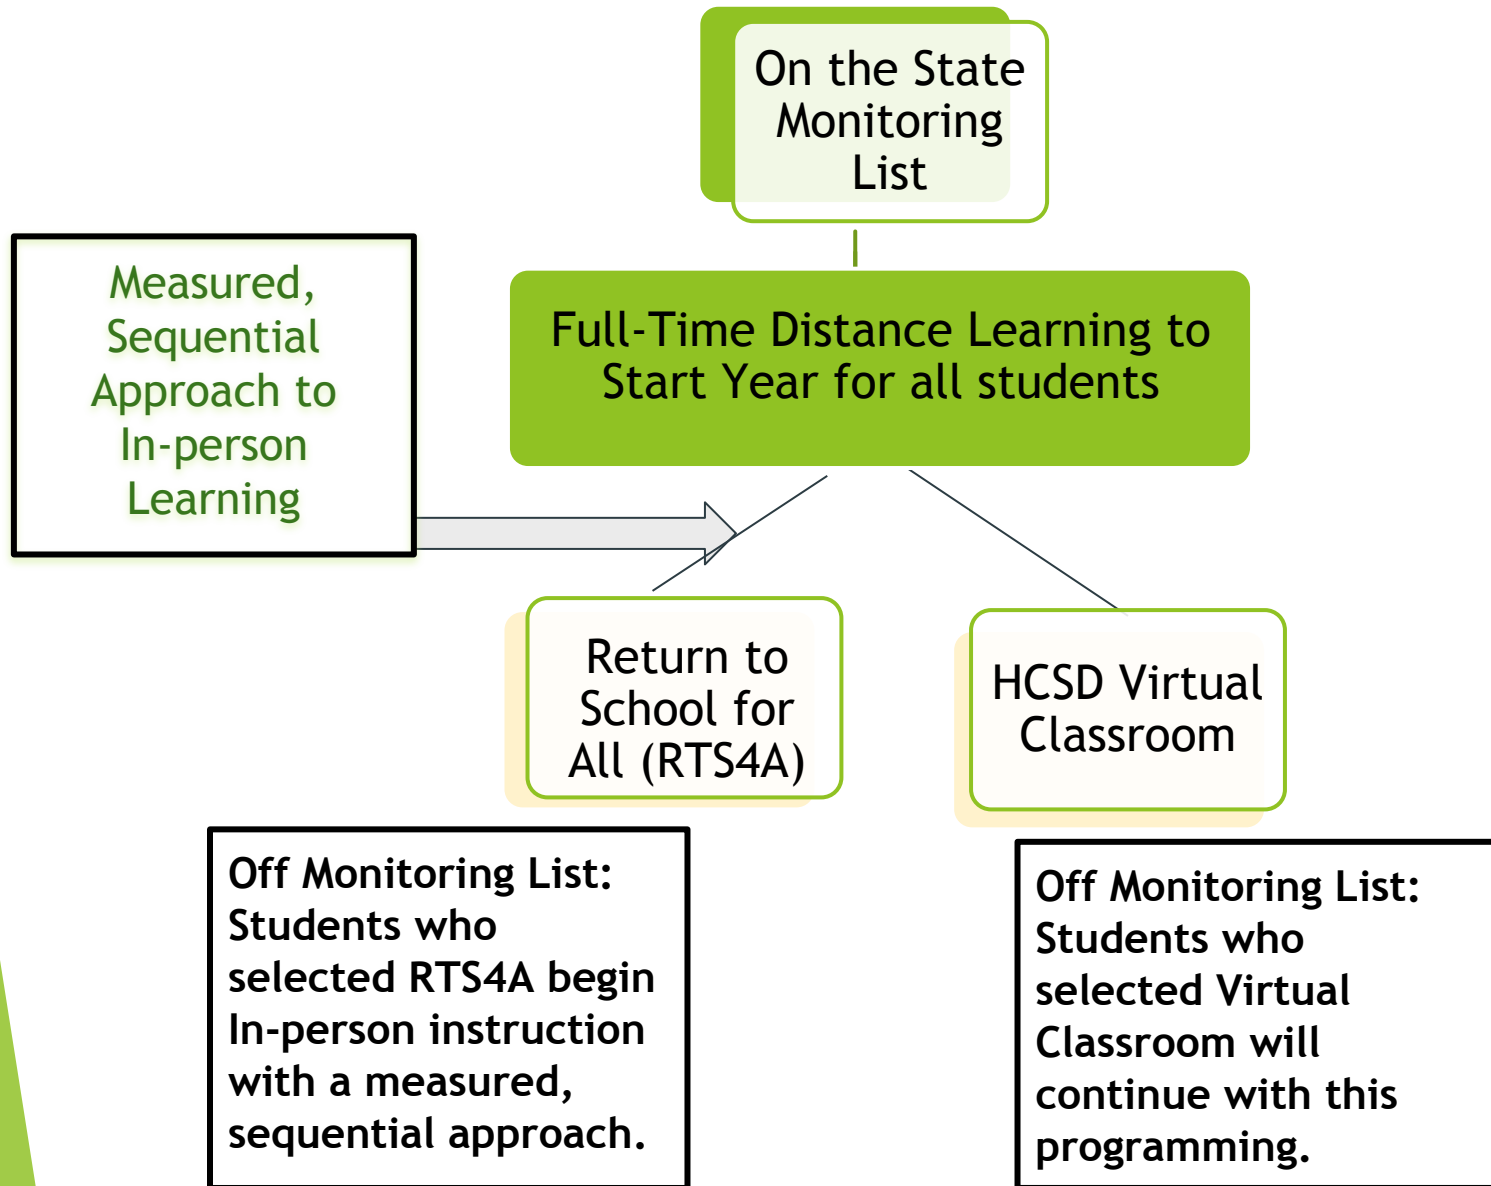 On the State
Monitoring
List
Measured,
Sequential
Approach to
In-person
Learning
Full-Time Distance Learning to
Start Year for all students
Return to
School for
All (RTS4A)
HCSD Virtual
Classroom
Off Monitoring List:
Students who
selected RTS4A begin
In-person instruction
with a measured,
sequential approach.
Off Monitoring List:
Students who
selected Virtual
Classroom will
continue with this
programming.